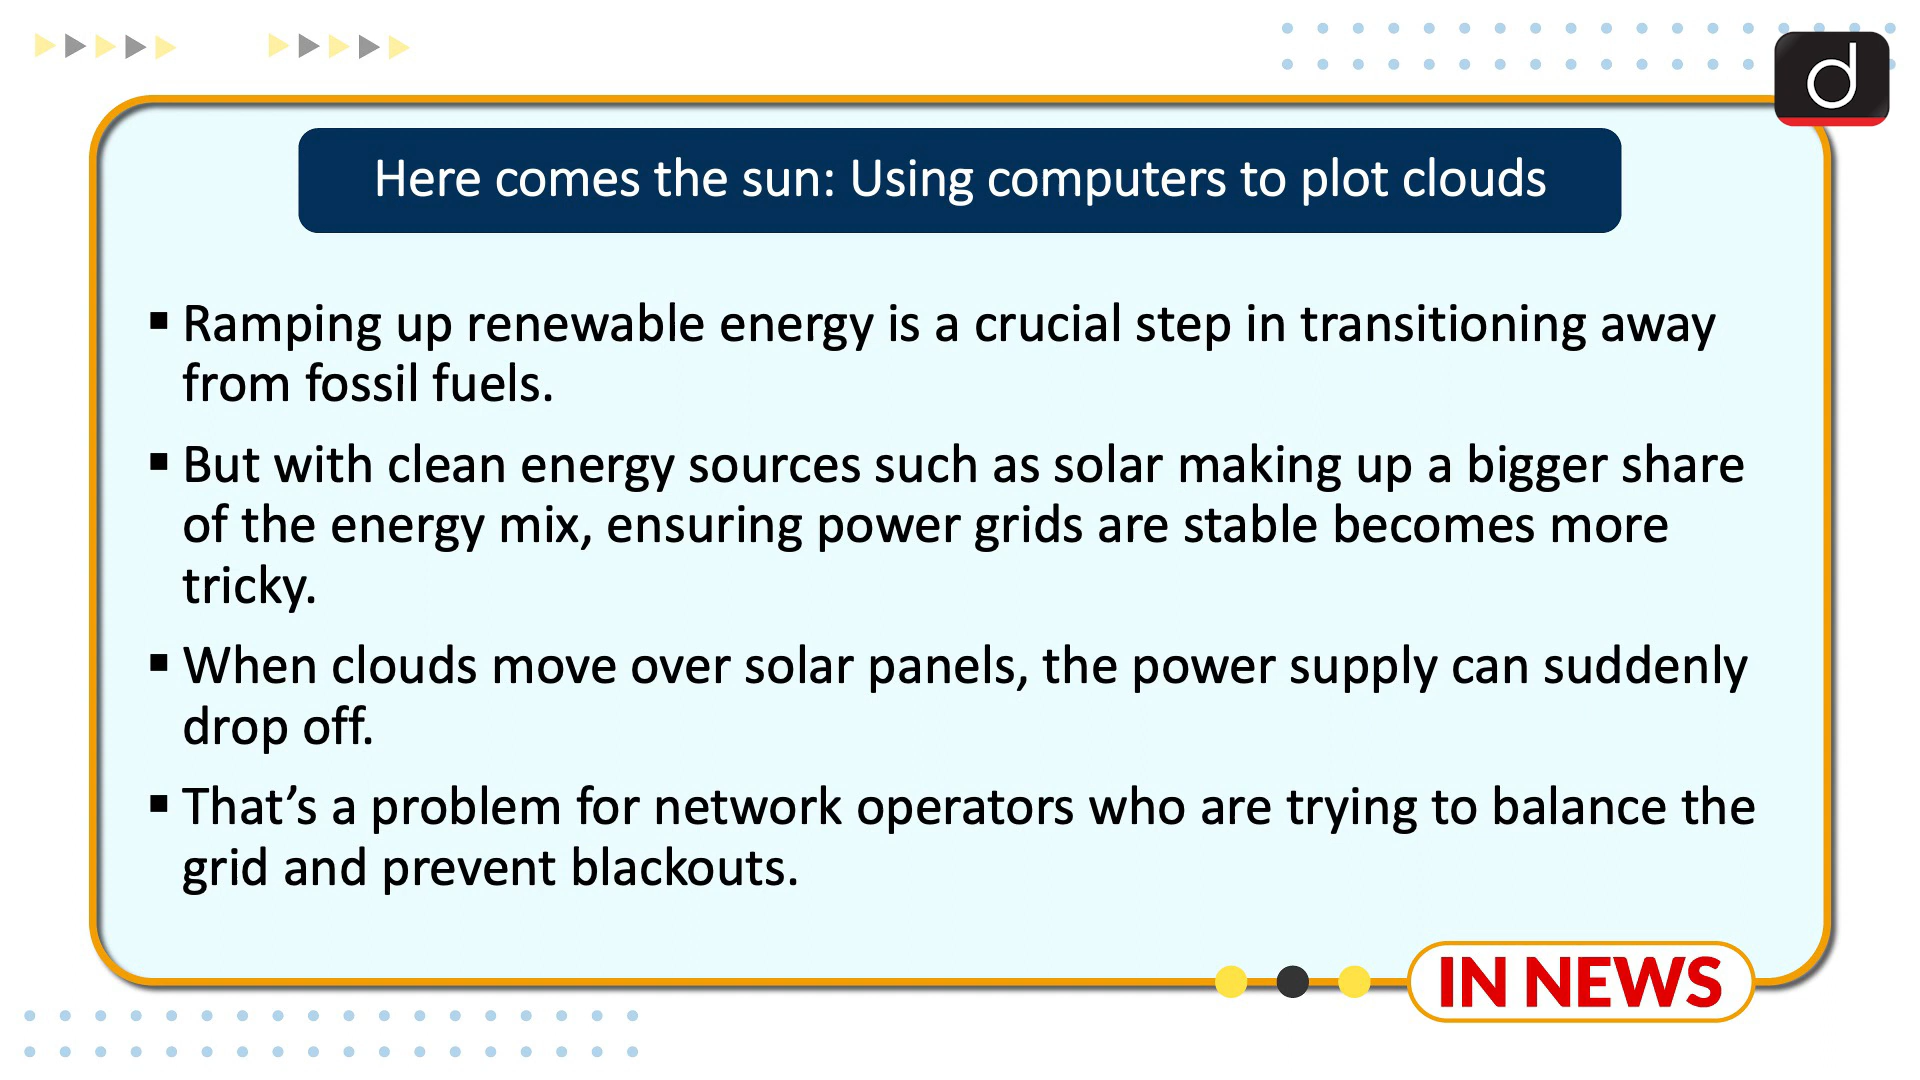 d
Here comes the sun: Using computers to plot clouds
▪ Ramping up renewable energy is a crucial step in transitioning away
from fossil fuels.
▪ But with clean energy sources such as solar making up a bigger share
of the energy mix, ensuring power grids are stable becomes more
tricky.
▪ When clouds move over solar panels, the power supply can suddenly
drop off.
▪ That’s a problem for network operators who are trying to balance the
grid and prevent blackouts.
IN NEWS